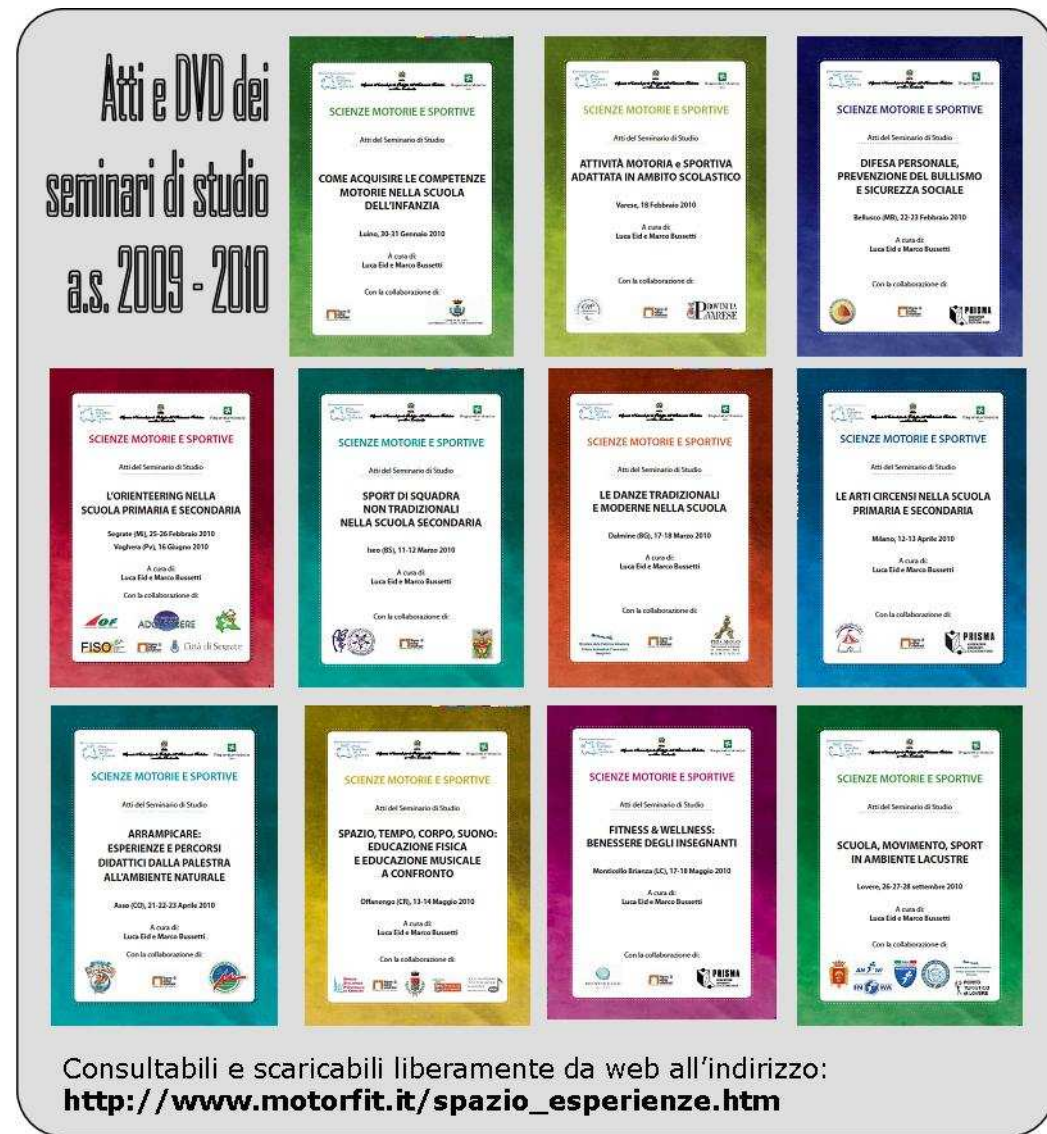 Atti e DVD dei
seminari di studio
a.s. 2009 - 2010
SCIENZE MOTORIE E SPORTIVE
Atti del Seminario di Studio
COME ACQUISIRE LE COMPETENZE
MOTORIE NELLA SCUOLA
DELL'INFANZIA
Luino, 30-31 Gennaio 2010
A cura di:
Luca Eid e Marco Bussetti
Con la collaborazione di:
SCIENZE MOTORIE E SPORTIVE
Atti del Seminario di Studio
ATTIVITÀ MOTORIA e SPORTIVA
ADATTATA IN AMBITO SCOLASTICO
Varese, 18 Febbraio 2010
A cura di:
Luca Eid e Marco Bussetti
Con la collaborazione di:
PROVINCIA
VARESE
SCIENZE MOTORIE E SPORTIVE
Atti del Seminario di Studio
DIFESA PERSONALE,
PREVENZIONE DEL BULLISMO
E SICUREZZA SOCIALE
Bellusco (MB), 22-23 Febbraio 2010
A cura di:
Luca Eid e Marco Bussetti
Con la collaborazione di:
PRISMA
SCIENZE MOTORIE E SPORTIVE
Atti del Seminario di Studio
L'ORIENTEERING NELLA
SCUOLA PRIMARIA E SECONDARIA
Segrate (Mi), 25-26 Febbraio 2010
Voghera (Pv), 16 Giugno 2010
A cura di:
Luca Eid e Marco Bussetti
Con la collaborazione di:
FISO
Città di Segrate
SCIENZE MOTORIE E SPORTIVE
Atti del Seminario di Studio
SPORT DI SQUADRA
NON TRADIZIONALI
NELLA SCUOLA SECONDARIA
Iseo (BS), 11-12 Marzo 2010
A cura di:
Luca Eid e Marco Bussetti
Con la collaborazione di:
SCIENZE MOTORIE E SPORTIVE
Atti del Seminario di Studio
LE DANZE TRADIZIONALI
E MODERNE NELLA SCUOLA
Dalmine (BG), 17-18 Marzo 2010
A cura di:
Luca Eid e Marco Bussetti
Con la collaborazione di:
SCIENZE MOTORIE E SPORTIVE
Atti del Seminario di Studio
LE ARTI CIRCENSI NELLA SCUOLA
PRIMARIA E SECONDARIA
Milano, 12-13 Aprile 2010
A cura di:
Luca Eid e Marco Bussetti
Con la collaborazione di:
PRISMA
SCIENZE MOTORIE E SPORTIVE
Atti del Seminario di Studio
ARRAMPICARE:
ESPERIENZE E PERCORSI
DIDATTICI DALLA PALESTRA
ALL'AMBIENTE NATURALE
Asso (CO), 21-22-23 Aprile 2010
A cura di:
Luca Eid e Marco Bussetti
Con la collaborazione di:
SCIENZE MOTORIE E SPORTIVE
Atti del Seminario di Studio
SPAZIO, TEMPO, CORPO, SUONO:
EDUCAZIONE FISICA
E EDUCAZIONE MUSICALE
A CONFRONTO
Offanengo (CR), 13-14 Maggio 2010
A cura di:
Luca Eid e Marco Bussetti
Con la collaborazione di:
SCIENZE MOTORIE E SPORTIVE
Atti del Seminario di Studio
FITNESS & WELLNESS:
BENESSERE DEGLI INSEGNANTI
Monticello Brianza (LC), 17-18 Maggio 2010
A cura di:
Luca Eid e Marco Bussetti
Con la collaborazione di:
PRISMA
SCIENZE MOTORIE E SPORTIVE
Atti del Seminario di Studio
SCUOLA, MOVIMENTO, SPORT
IN AMBIENTE LACUSTRE
Lovere, 26-27-28 settembre 2010
A cura di:
Luca Eid e Marco Bussetti
Con la collaborazione di:
Consultabili e scaricabili liberamente da web all'indirizzo:
http://www.motorfit.it/spazio_esperienze.htm